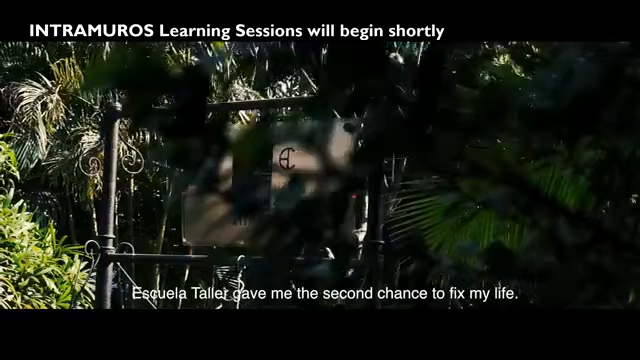 INTRAMUROS Learning Sessions will begin shortly
Escuela Taller gave me the second chance to fix my life.